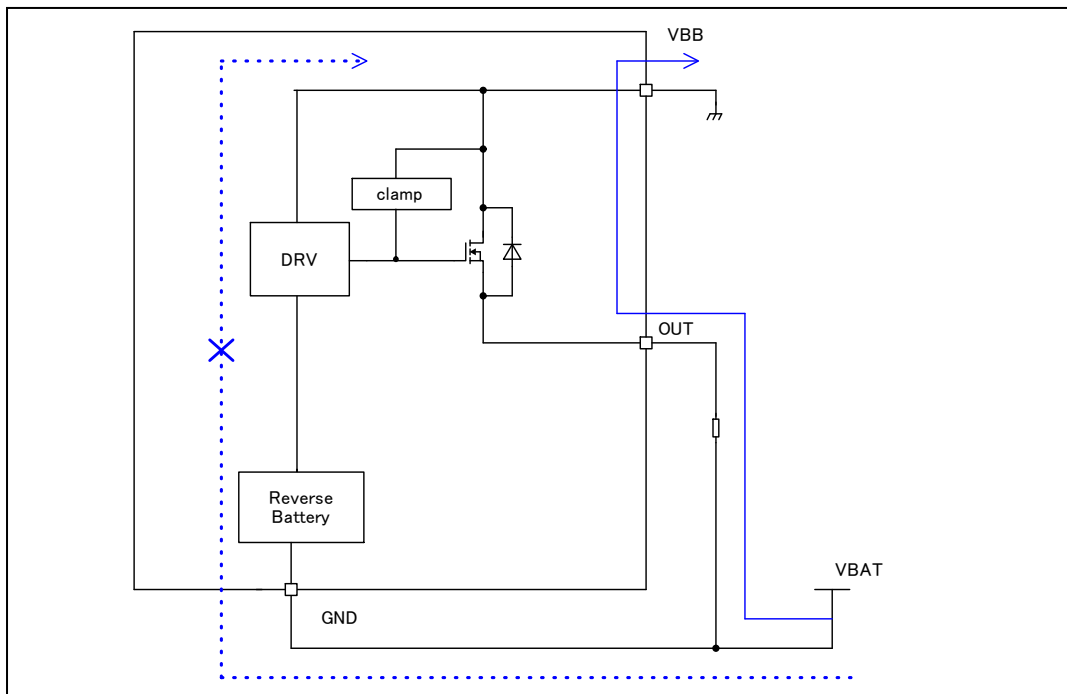 VBB
clamp
DRV
OUT
Reverse
Battery
VBAT
GND